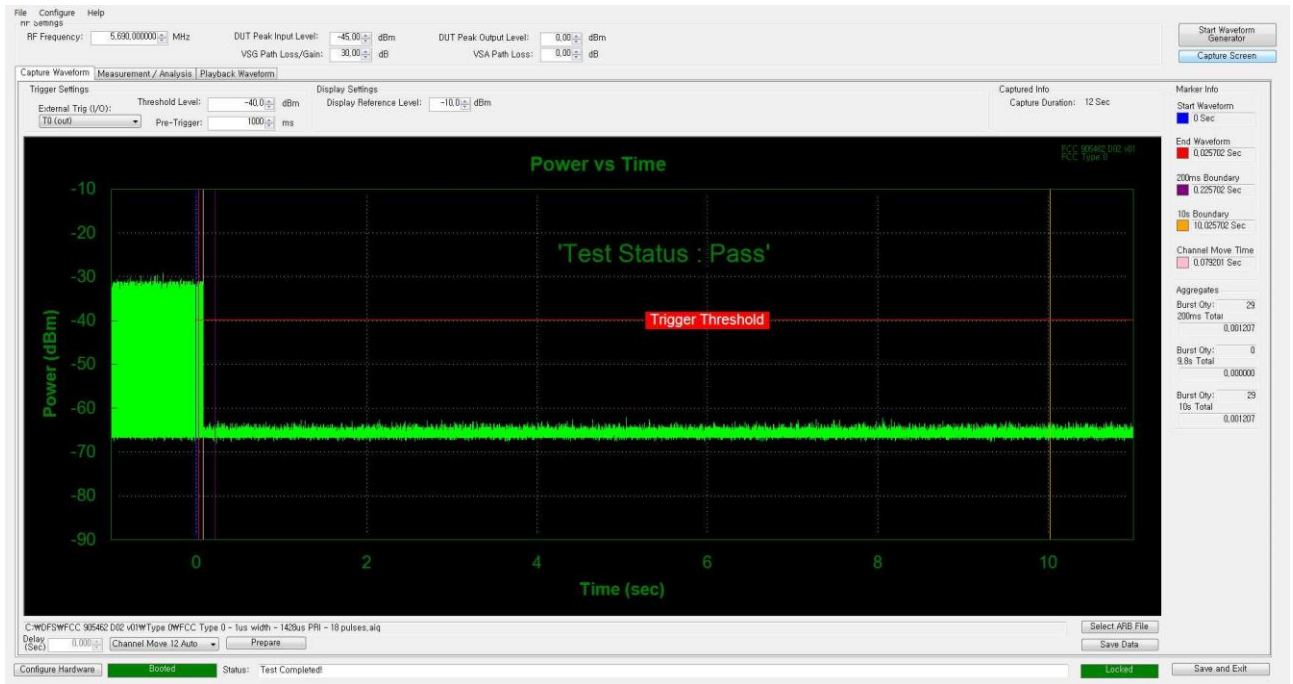 File Configure Help
RF Settings
RF Frequency: 5,690,000000 MHz DUT Peak Input Level: -45,00 dBm DUT Peak Output Level: 0,00 dBm
VSG Path Loss/Gain: 30,00 dB VSA Path Loss: 0,00 dB
Start Waveform Generator
Capture Screen
Capture Waveform Measurement / Analysis Playback Waveform
Trigger Settings
External Trig (I/O): Threshold Level: -40,0 dBm
T0 (out) Pre-Trigger: 1000 ms
Display Settings
Display Reference Level: -10,0 dBm
Captured Info
Capture Duration: 12 Sec
Marker Info
Start Waveform
0 Sec
End Waveform
0,025702 Sec
200ms Boundary
0,225702 Sec
10s Boundary
10,025702 Sec
Channel Move Time
0,079201 Sec
Aggregates
Burst Qty: 29
200ms Total
0,001207
Burst Qty: 0
9,8s Total
0,000000
Burst Qty: 29
10s Total
0,001207
FCC 905462 D02 v01
FCC Type 0
Power vs Time
'Test Status : Pass'
Trigger Threshold
Power (dBm)
-10
-20
-30
-40
-50
-60
-70
-80
-90
0 2 4 6 8 10
Time (sec)
C:₩DFS₩FCC 905462 D02 v01₩Type 0₩FCC Type 0 - 1us width - 1428us PRI - 18 pulses,aiq
Select ARB File
Delay (Sec) 0,000 Channel Move 12 Auto Prepare
Save Data
Configure Hardware Booted Status: Test Completed! Locked Save and Exit